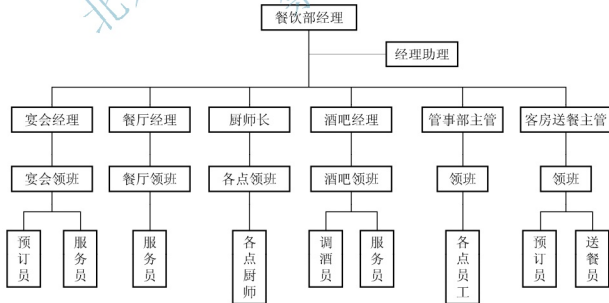 餐饮部经理
经理助理
宴会经理 餐厅经理 厨师长 酒吧经理 管事部主管 客房送餐主管
宴会领班 餐厅领班 各点领班 酒吧领班 领班 领班
预订员 服务员 服务员 各点厨师 调酒员 服务员 各点员工 预订员 送餐员